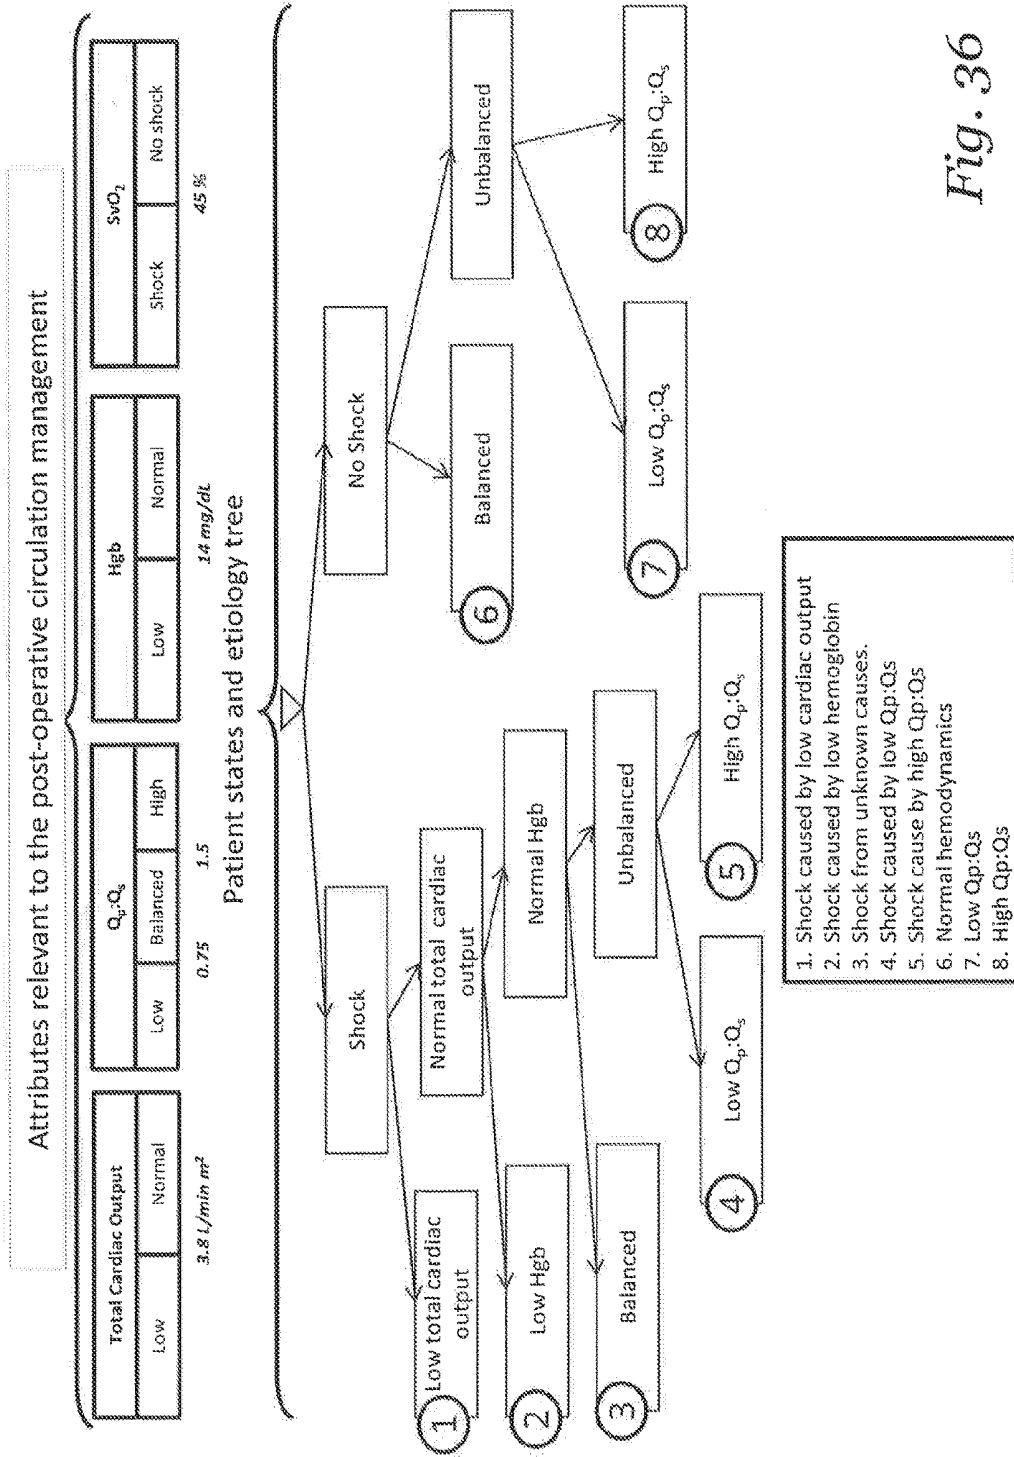 Attributes relevant to the post-operative circulation management
Total Cardiac Output
Low
Normal
3.8 L/min m²
Qp:Qs
Low
Balanced
High
0.75
1.5
Hgb
Low
Normal
14 mg/dL
SvO₂
Shock
No shock
45 %
Patient states and etiology tree
Shock
No Shock
1
Low total cardiac
output
Normal total cardiac
output
6
Balanced
Unbalanced
2
Low Hgb
Normal Hgb
3
Balanced
Unbalanced
7
Low Qp:Qs
8
High Qp:Qs
4
Low Qp:Qs
5
High Qp:Qs
1. Shock caused by low cardiac output
2. Shock caused by low hemoglobin
3. Shock from unknown causes.
4. Shock caused by low Qp:Qs
5. Shock cause by high Qp:Qs
6. Normal hemodynamics
7. Low Qp:Qs
8. High Qp:Qs
Fig. 36